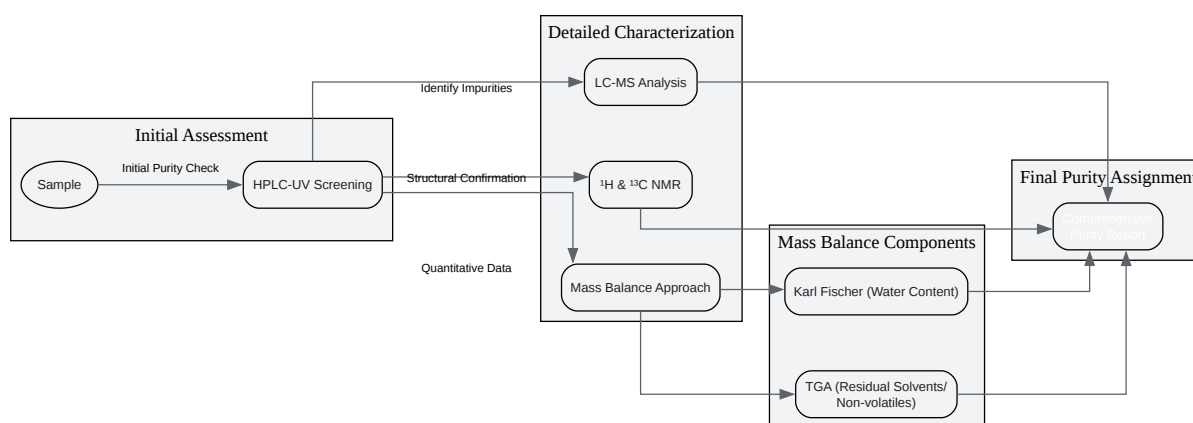 Detailed Characterization
LC-MS Analysis
Identify Impurities
Initial Assessment
Initial Purity Check
Sample
HPLC-UV Screening
Structural Confirmation
¹H & ¹³C NMR
Final Purity Assignment
Comprehensive
Purity Report
Mass Balance Components
Quantitative Data
Mass Balance Approach
Karl Fischer (Water Content)
TGA (Residual Solvents/
Non-volatiles)